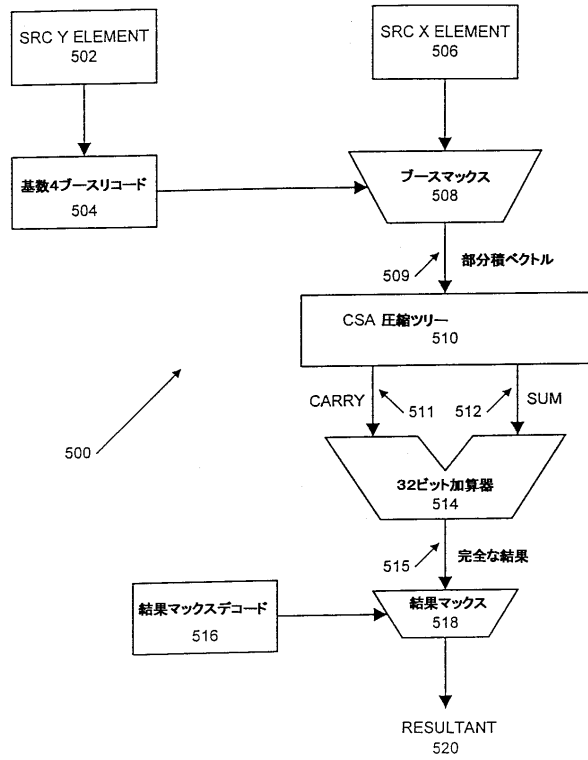 SRC Y ELEMENT
502
SRC X ELEMENT
506
基数4ブースリコード
504
ブースマックス
508
509
部分積ベクトル
CSA 圧縮ツリー
510
CARRY
511
512
SUM
500
32ビット加算器
514
515
完全な結果
結果マックスデコード
516
結果マックス
518
RESULTANT
520